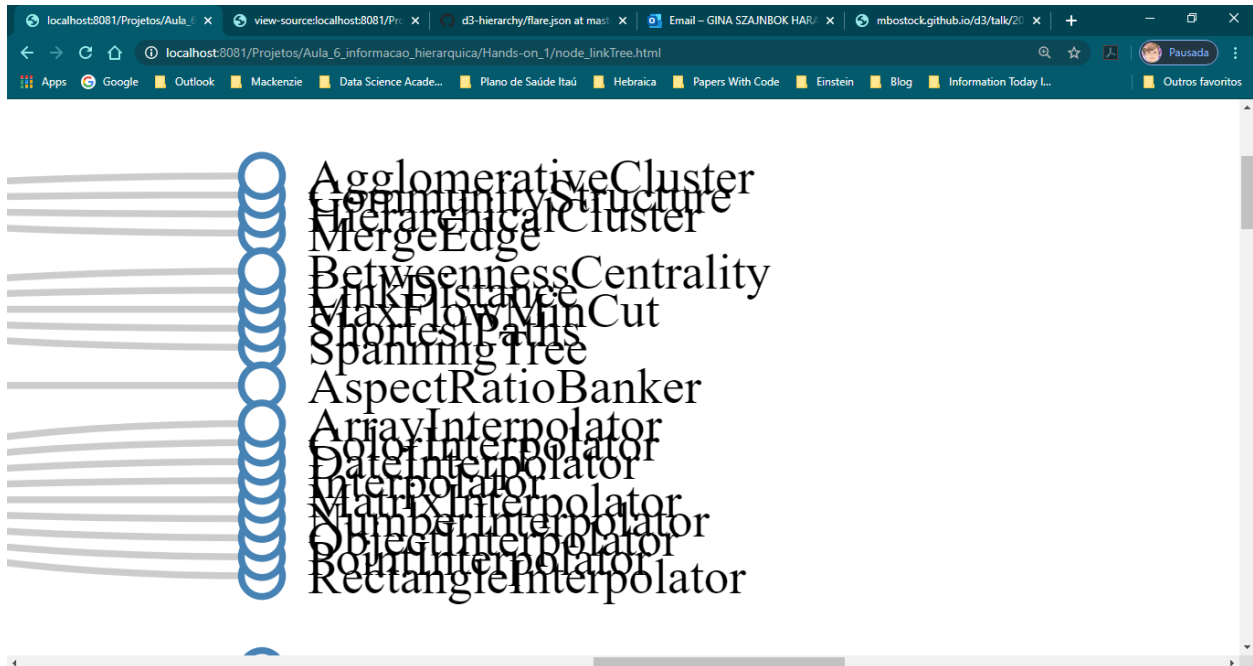 localhost:8081/Projetos/Aula_6
view-source:localhost:8081/Pro
d3-hierarchy/flare.json at mast
Email – GINA SZAJNBOK HARA
mbostock.github.io/d3/talk/20
localhost:8081/Projetos/Aula_6_informacao_hierarquica/Hands-on_1/node_linkTree.html
Pausada
Apps
Google
Outlook
Mackenzie
Data Science Acade...
Plano de Saúde Itaú
Hebraica
Papers With Code
Einstein
Blog
Information Today I...
Outros favoritos
AgglomerativeCluster
CommunityStructure
HierarchicalCluster
MergeEdge
BetweennessCentrality
LinkDistance
MaxFlowMinCut
ShortestPaths
SpanningTree
AspectRatioBanker
ArrayInterpolator
ColorInterpolator
DateInterpolator
Interpolator
MatrixInterpolator
NumberInterpolator
ObjectInterpolator
PointInterpolator
RectangleInterpolator